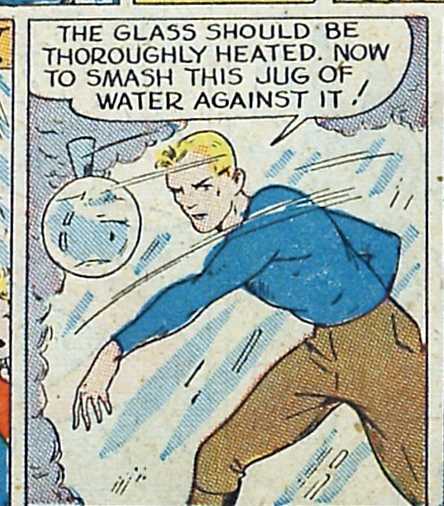 THE GLASS SHOULD BE
THOROUGHLY HEATED. NOW
TO SMASH THIS JUG OF
WATER AGAINST IT!